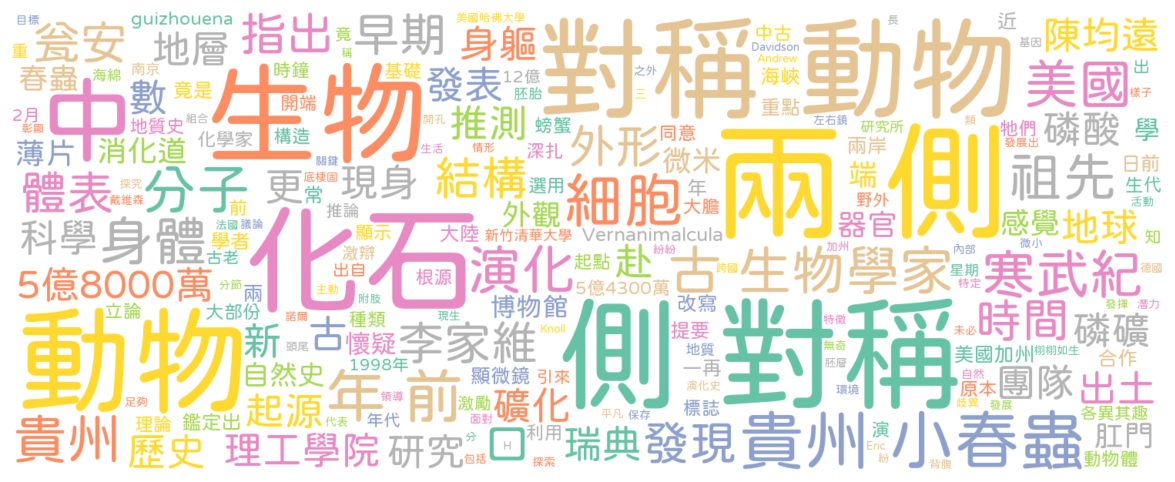 目標
瓮安
guizhouena
重
地層
指出
早期
美國哈佛大學
竟
稱
身軀
對稱
動物
中古
Davidson
Andrew
海峽
近
長
基因
陳均遠
出
樣子
美國
春蟲
海綿
南京
時鐘
基礎
12億
胚胎
之外
三
重點
類
中
生物
數
竟是
開端
發表
2月
彰顯
地質史
組合
化學家
構造
開孔
推測
螃蟹
同意
左右鏡
研究所
牠們
發展出
磷酸
學
薄片
消化道
生活
情形
深扎
外形
微米
兩側
兩岸
日前
體表
探究
戴維森
分子
關鍵
底棲固
常
更
現身
結構
選用
細胞
年
大膽
端
野外
祖先
生代
活動
前
法國
議論
推論
外觀
器官
感覺
地球
知
科學
身體
學者
古老
化石
顯示
激辯
大陸
新竹清華大學
Vernanimalcula
紛紛
加州
內部
微小
5億8000萬
分節
兩
出自
主動
根源
演化
起點
赴
古生物學家
跨國
星期
特定
寒武紀
德國
5億4300萬
附肢
現生
博物館
改寫
發揮
潛力
立論
大部份
種類
諾爾
提要
特徵
時間
磷礦
動物
新
頭尾
古
懷疑
李家維
Knoll
側對稱
無奇
未必
地質
一再
胚層
美國加州
栩栩如生
合作
自然史
1998年
顯微鏡
引來
演化史
環境
自然
原本
歧異
團隊
出土
足夠
起源
年前
領導
激勵
礦化
平凡
保存
標誌
發展
各異其趣
貴州
理論
鑑定出
代表
年代
面對
歷史
理工學院
研究
分
包括
口
H
利用
探索
瑞典
發現
貴州小春蟲
演
Eric
紛
背腹
肛門
動物體